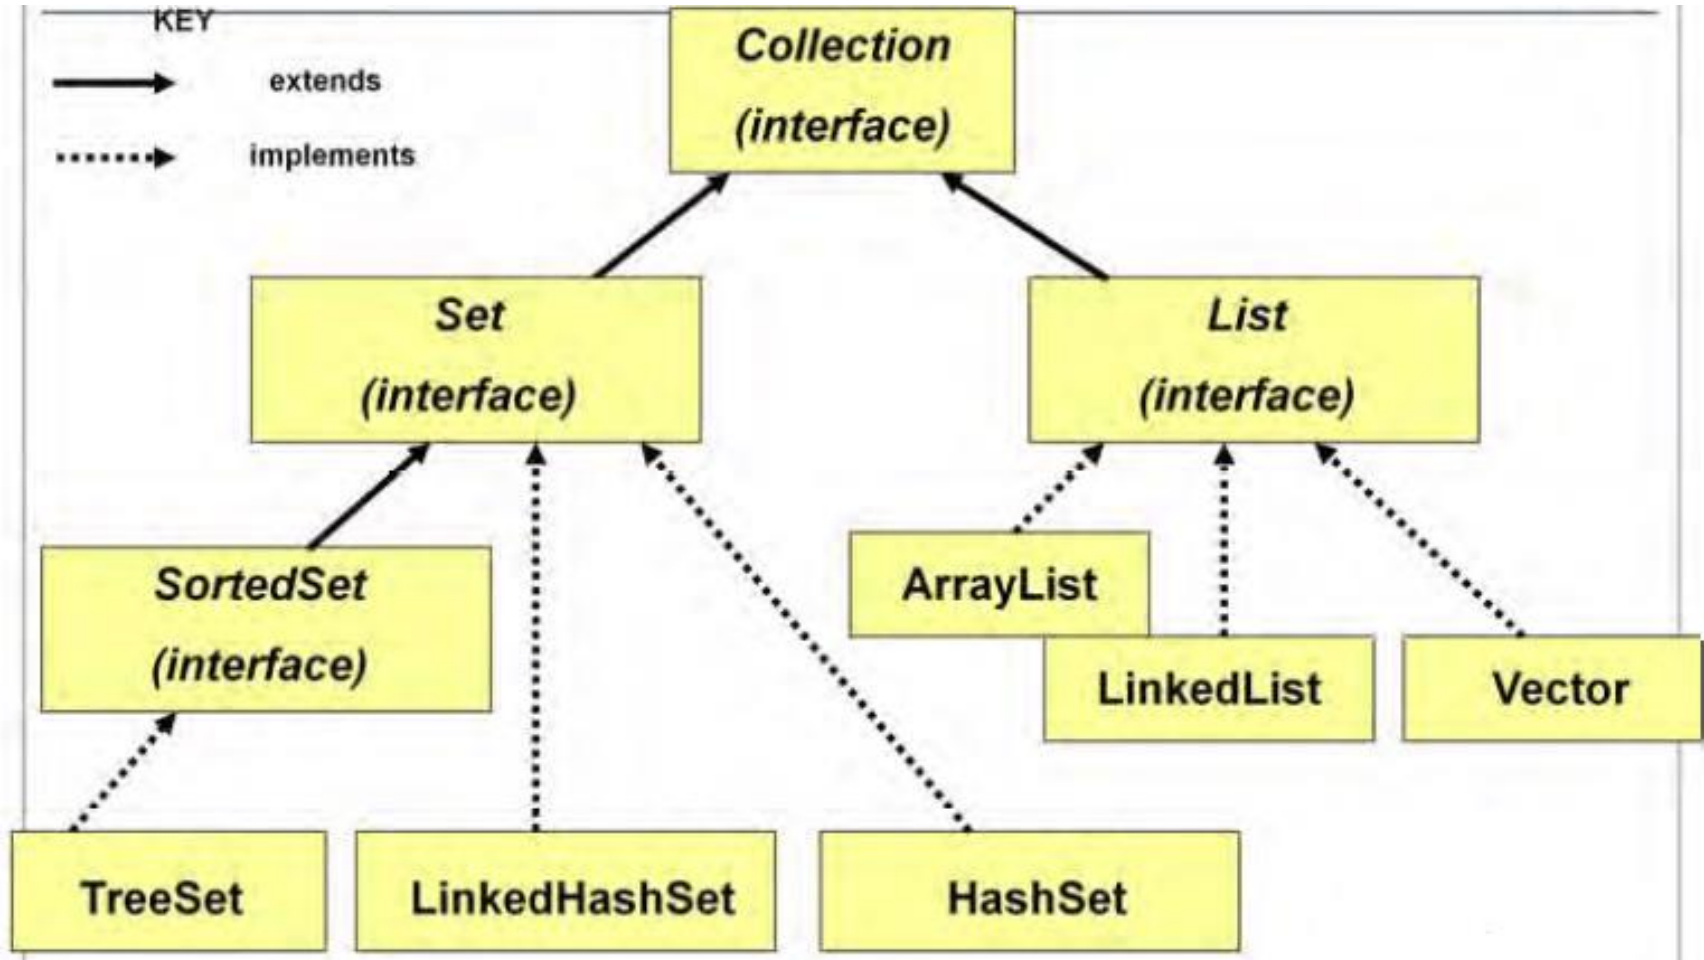 KEY
extends
implements
Collection
(interface)
Set
(interface)
List
(interface)
SortedSet
(interface)
ArrayList
LinkedList
Vector
TreeSet
LinkedHashSet
HashSet